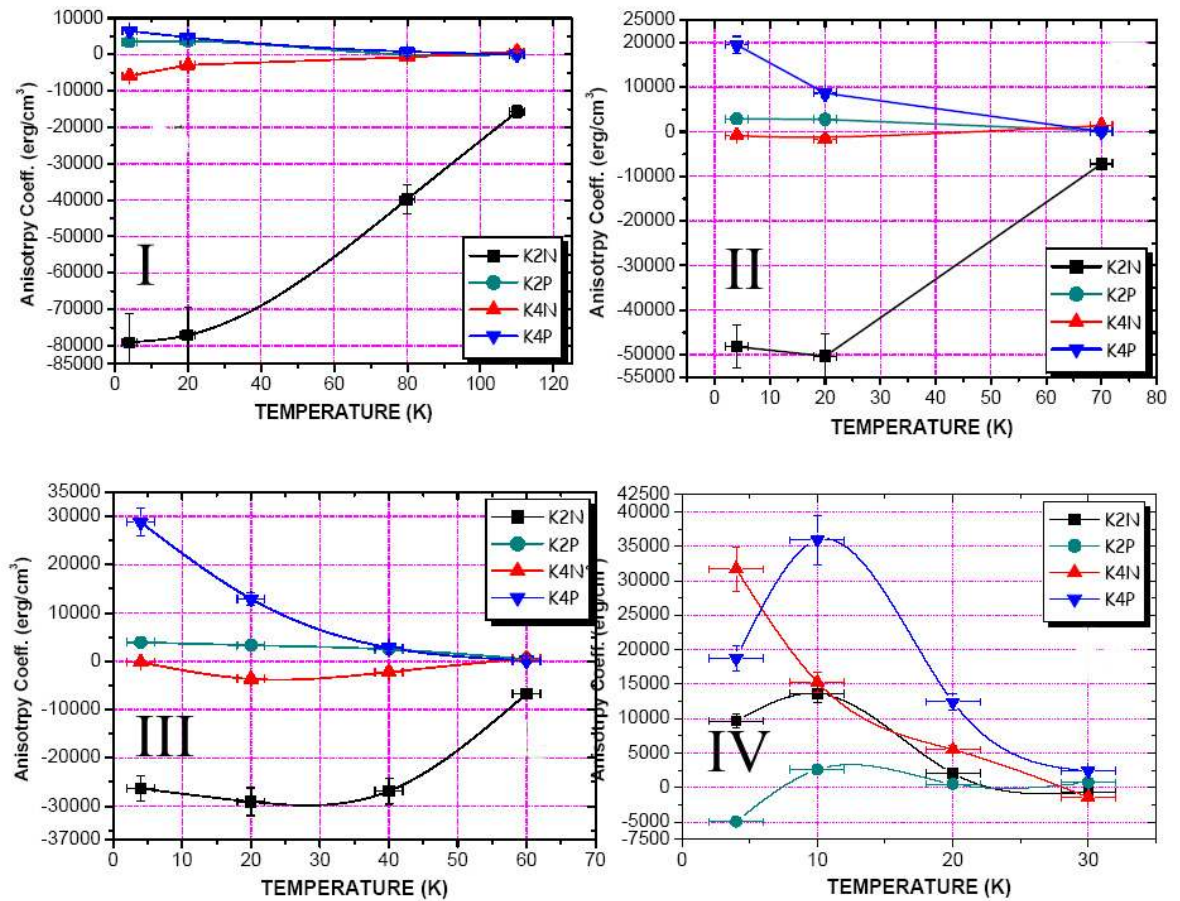 Anisotrpy Coeff. (erg/cm³)
10000
0
-10000
-20000
-30000
-40000
-50000
-60000
-70000
-80000
-85000
I
K2N
K2P
K4N
K4P
0 20 40 60 80 100 120
TEMPERATURE (K)
Anisotrpy Coeff. (erg/cm³)
25000
20000
10000
0
-10000
-20000
-30000
-40000
-50000
-55000
II
K2N
K2P
K4N
K4P
0 10 20 30 40 50 60 70 80
TEMPERATURE (K)
Anisotrpy Coeff. (erg/cm³)
35000
30000
20000
10000
0
-10000
-20000
-30000
-37000
III
K2N
K2P
K4N
K4P
0 10 20 30 40 50 60 70
TEMPERATURE (K)
Anisotrpy Coeff. (erg/cm³)
42500
40000
35000
30000
25000
20000
15000
10000
5000
0
-5000
-7500
IV
K2N
K2P
K4N
K4P
0 10 20 30
TEMPERATURE (K)